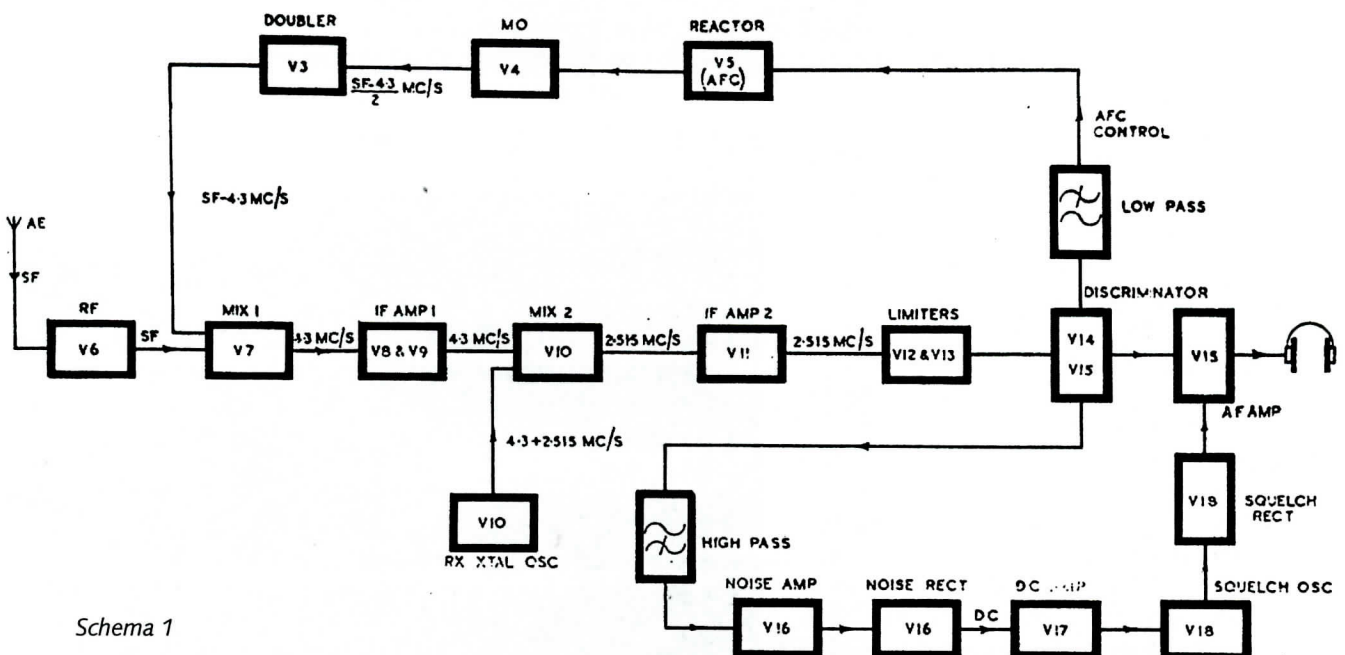 DOUBLER
MO
REACTOR
V3
V4
V5
(AFC)
SF-4·3 MC/S
2
AFC
CONTROL
SF-4·3 MC/S
LOW PASS
AE
SF
DISCRIMINATOR
RF
MIX 1
IF AMP 1
MIX 2
IF AMP 2
LIMITERS
V6
SF
V7
4·3 MC/S
V8 & V9
4·3 MC/S
V10
2·515 MC/S
V11
2·515 MC/S
V12 & V13
V14
V15
V15
AF AMP
4·3+2·515 MC/S
V10
RX XTAL OSC
HIGH PASS
V18
SQUELCH
RECT
NOISE AMP
NOISE RECT
DC
SQUELCH OSC
V16
V16
DC
V17
V18
Schema 1